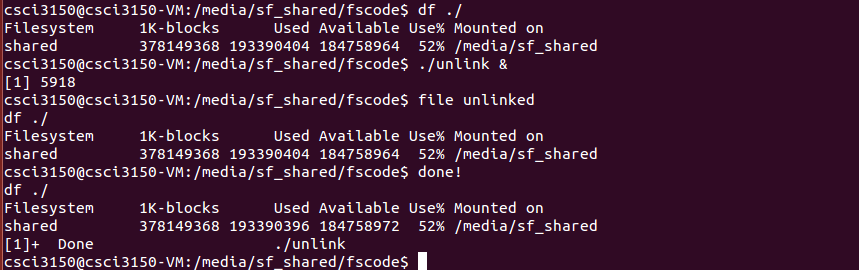 csci3150@csci3150-VM:/media/sf_shared/fscode$ df ./
Filesystem     1K-blocks      Used Available Use% Mounted on
shared         378149368 193390404 184758964  52% /media/sf_shared
csci3150@csci3150-VM:/media/sf_shared/fscode$ ./unlink &
[1] 5918
csci3150@csci3150-VM:/media/sf_shared/fscode$ file unlinked
df ./
Filesystem     1K-blocks      Used Available Use% Mounted on
shared         378149368 193390404 184758964  52% /media/sf_shared
csci3150@csci3150-VM:/media/sf_shared/fscode$ done!
df ./
Filesystem     1K-blocks      Used Available Use% Mounted on
shared         378149368 193390396 184758972  52% /media/sf_shared
[1]+  Done                    ./unlink
csci3150@csci3150-VM:/media/sf_shared/fscode$